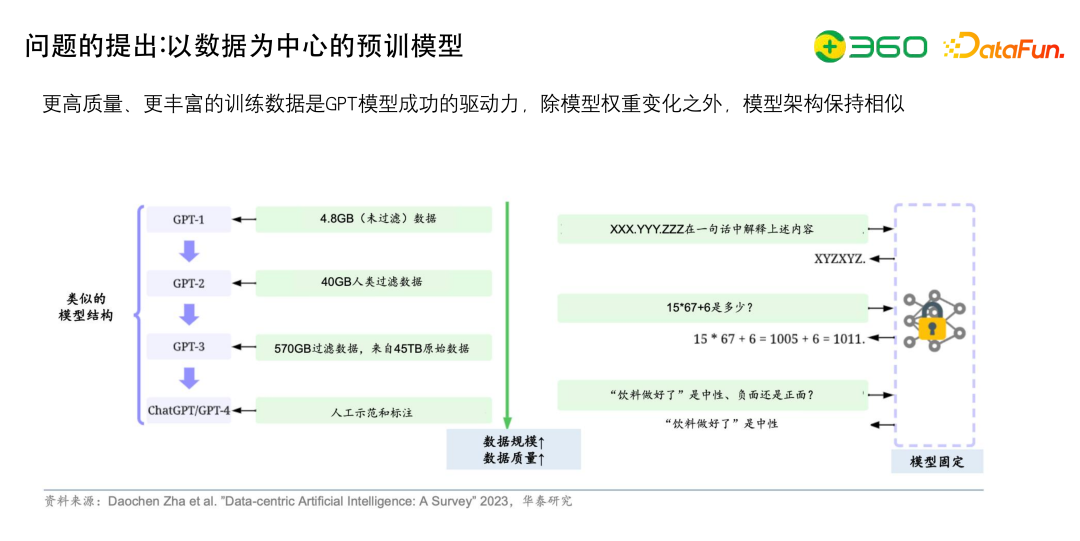 问题的提出:以数据为中心的预训模型
360
DataFun.
更高质量、更丰富的训练数据是GPT模型成功的驱动力，除模型权重变化之外，模型架构保持相似
类似的
模型结构
GPT-1
4.8GB（未过滤）数据
GPT-2
40GB人类过滤数据
GPT-3
570GB过滤数据，来自45TB原始数据
ChatGPT/GPT-4
人工示范和标注
数据规模↑
数据质量↑
XXX.YYY.ZZZ在一句话中解释上述内容
XYZXYZ.
15*67+6是多少？
15 * 67 + 6 = 1005 + 6 = 1011.
“饮料做好了”是中性、负面还是正面？
“饮料做好了”是中性
模型固定
资料来源：Daochen Zha et al. "Data-centric Artificial Intelligence: A Survey" 2023，华泰研究